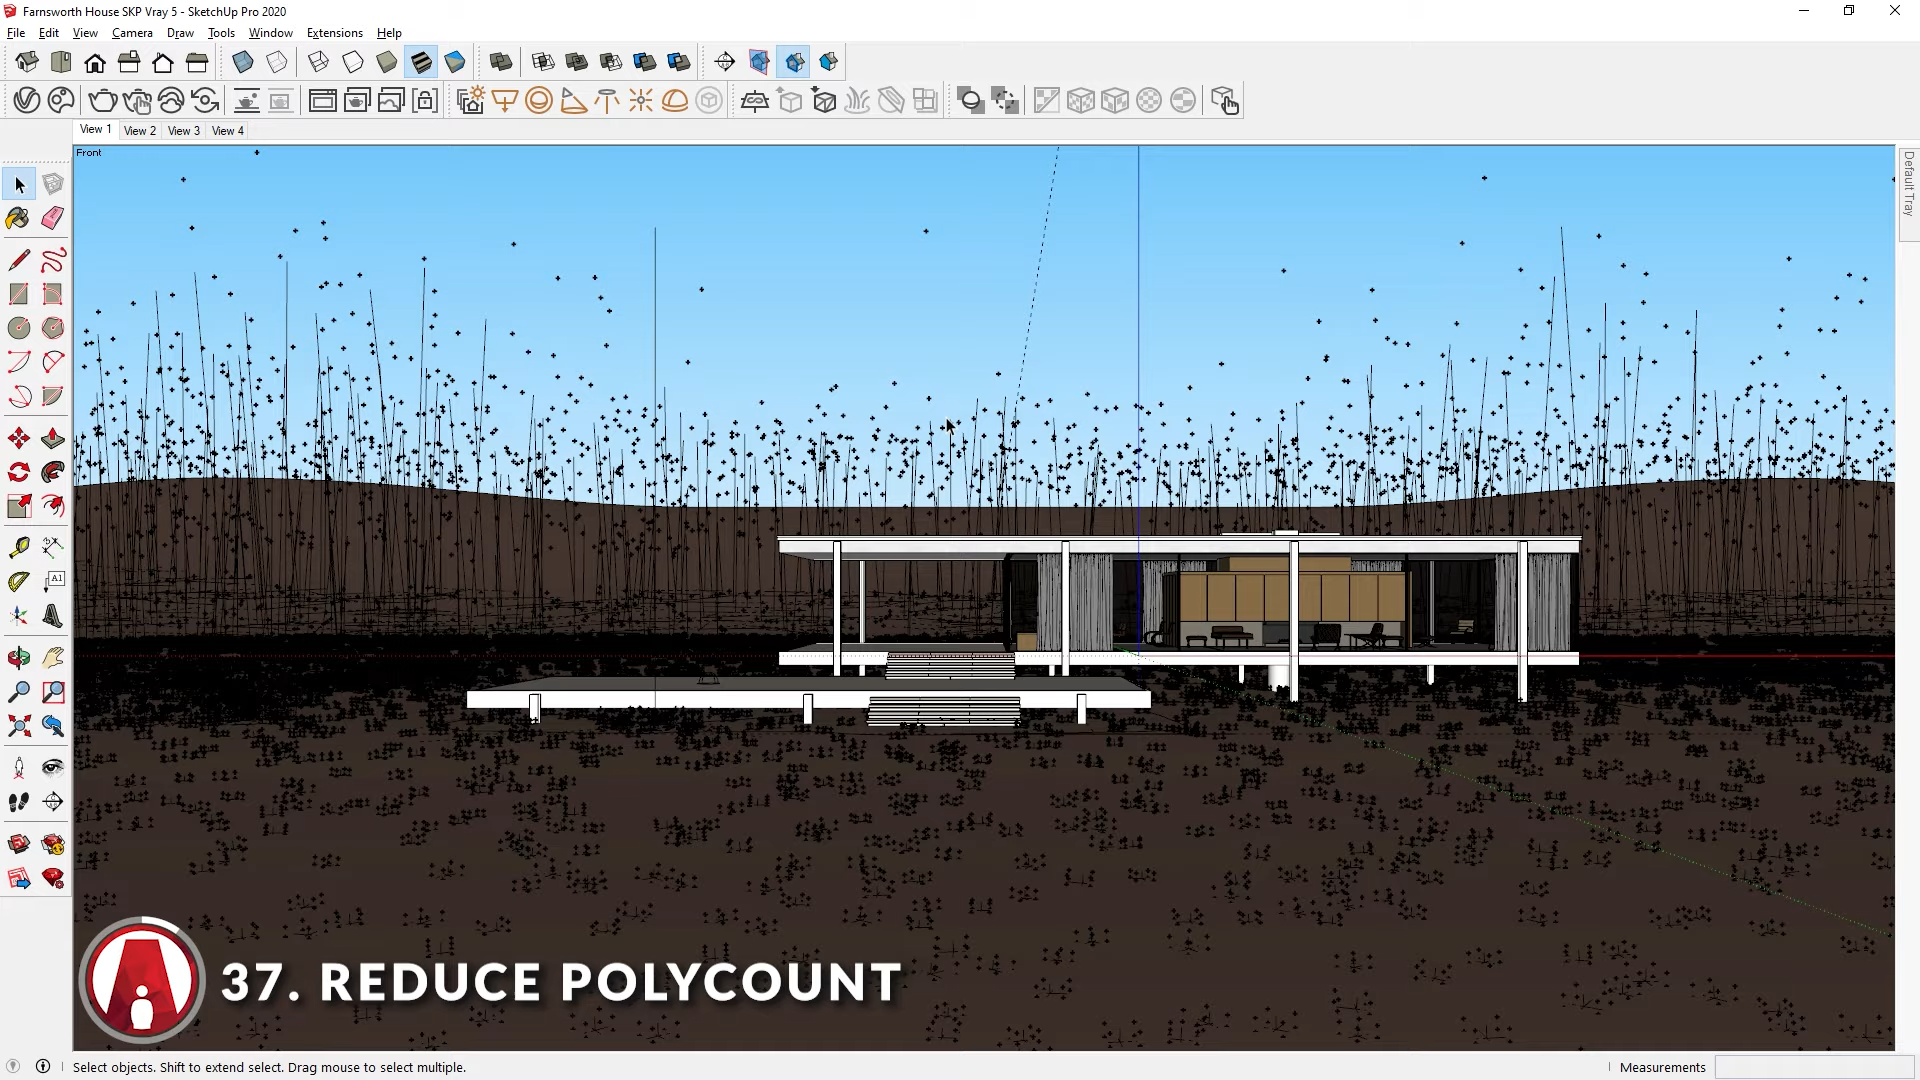 Farnsworth House SKP Vray 5 - SketchUp Pro 2020
File Edit View Camera Draw Tools Window Extensions Help
View 1 View 2 View 3 View 4
Front
Default Tray
A1
37. REDUCE POLYCOUNT
Select objects. Shift to extend select. Drag mouse to select multiple.
Measurements